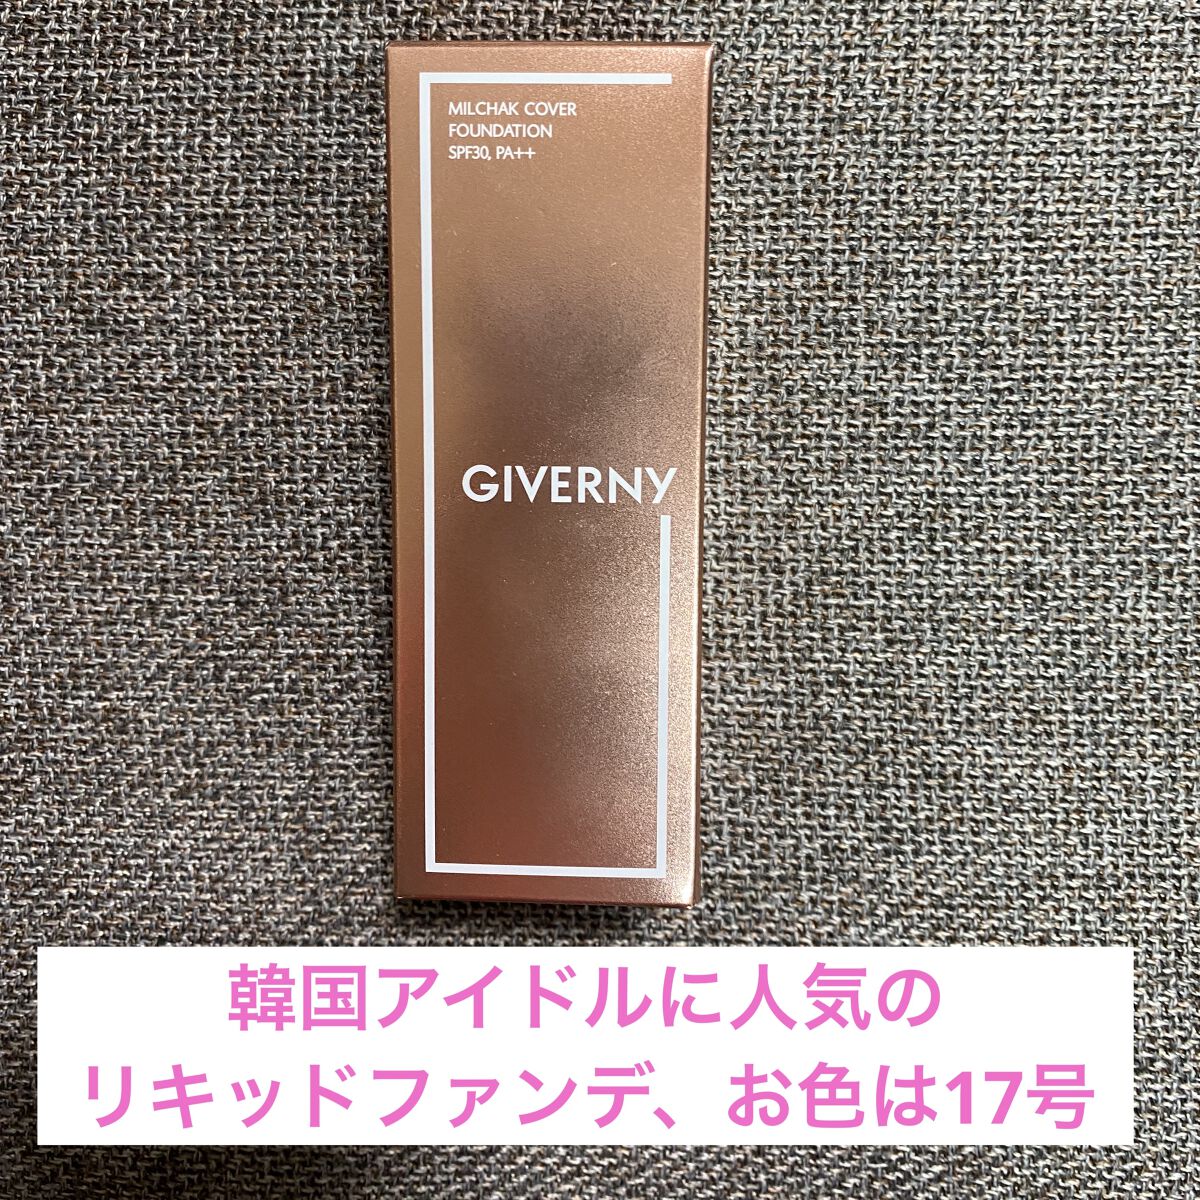 MILCHAK COVER
FOUNDATION
SPF30, PA++
GIVERNY
韓国アイドルに人気の
リキッドファンデ、お色は17号